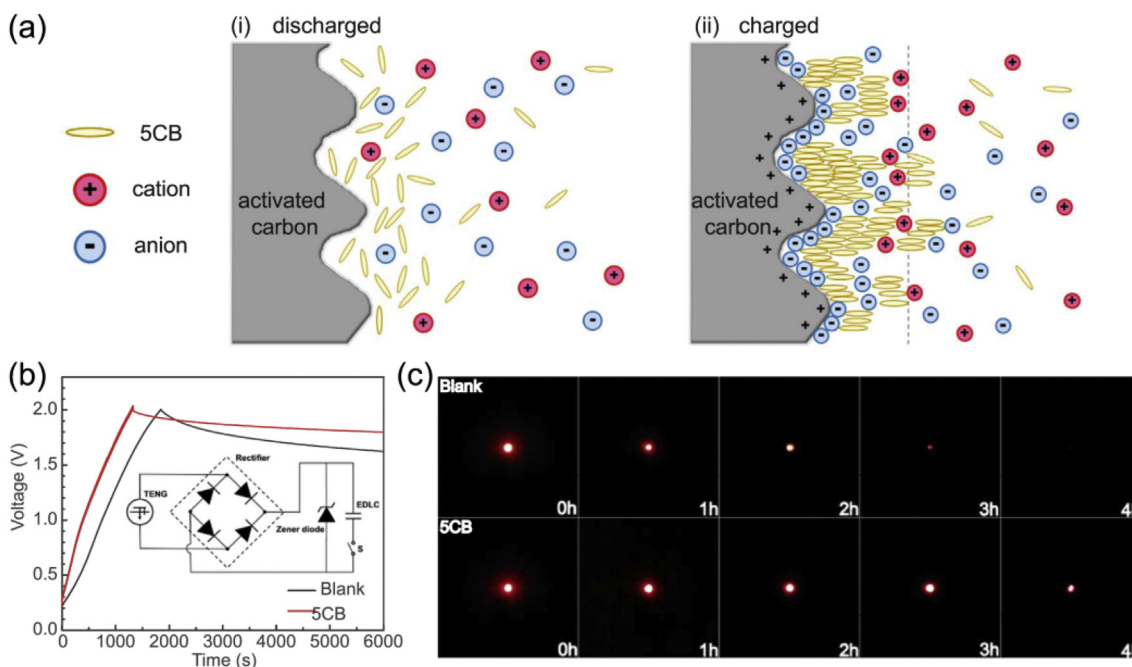 (a)
(i) discharged
(ii) charged
5CB
cation
anion
+
-
activated
carbon
activated
carbon
(b)
Voltage (V)
2.0
1.5
1.0
0.5
0.0
0 1000 2000 3000 4000 5000 6000
Time (s)
Rectifier
TENG
Zener diode
EDLC
S
Blank
5CB
(c)
Blank
0h 1h 2h 3h 4
5CB
0h 1h 2h 3h 4